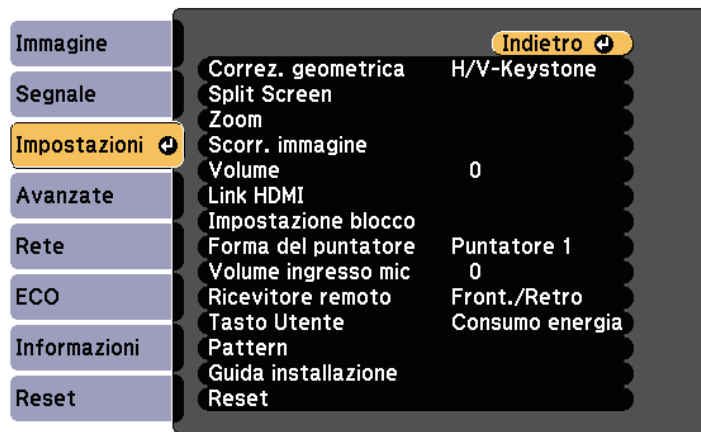 Immagine
Segnale
Impostazioni
Avanzate
Rete
ECO
Informazioni
Reset
Indietro
Correz. geometrica H/V-Keystone
Split Screen
Zoom
Scorr. immagine
Volume 0
Link HDMI
Impostazione blocco
Forma del puntatore Puntatore 1
Volume ingresso mic 0
Ricevitore remoto Front./Retro
Tasto Utente Consumo energia
Pattern
Guida installazione
Reset